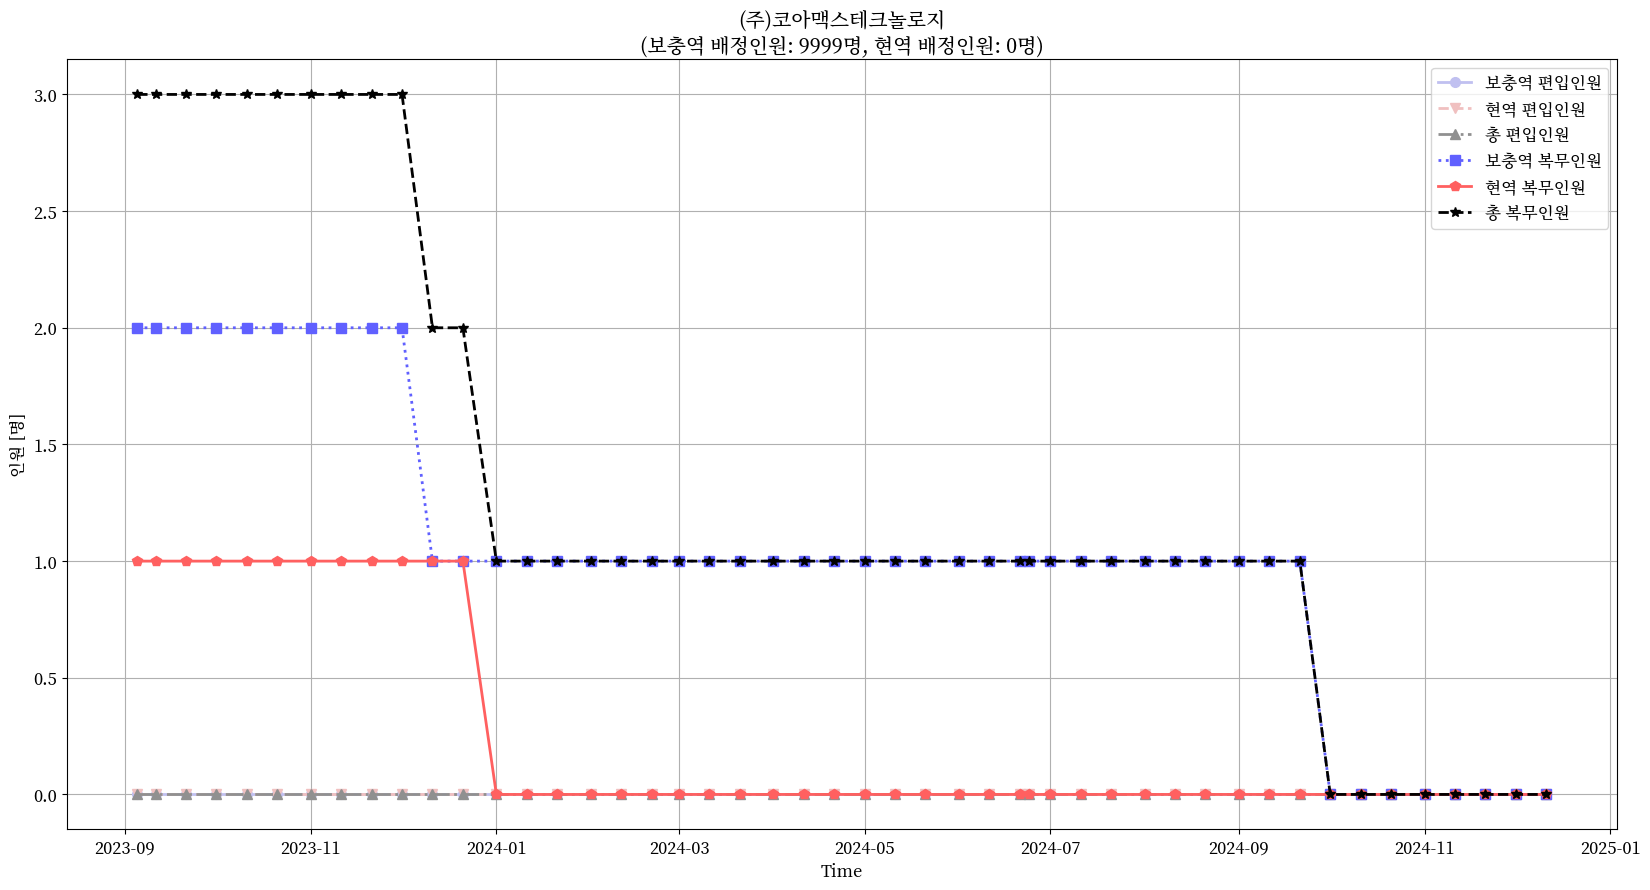 (주)코아맥스테크놀로지
(보충역 배정인원: 9999명, 현역 배정인원: 0명)
보충역 편입인원
현역 편입인원
총 편입인원
보충역 복무인원
현역 복무인원
총 복무인원
인원 [명]
3.0
2.5
2.0
1.5
1.0
0.5
0.0
2023-09
2023-11
2024-01
2024-03
2024-05
2024-07
2024-09
2024-11
2025-01
Time